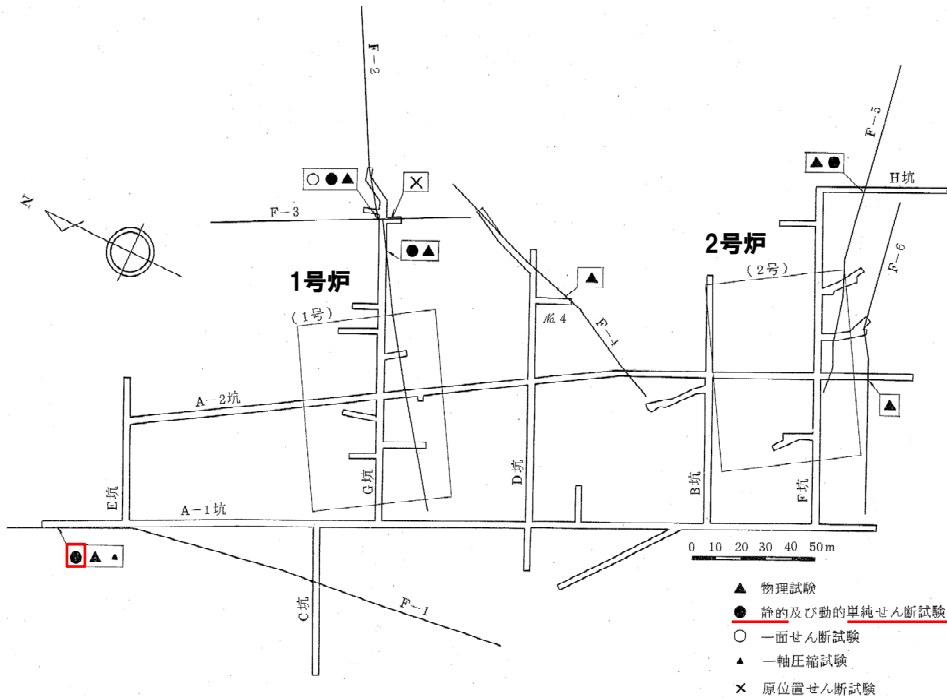 F-2
F-5
H坑
F-3
N
F-6
2号炉
(2号)
1号炉
(1号)
No.4
F-4
A-2坑
E坑
G坑
D坑
B坑
F坑
A-1坑
0 10 20 30 40 50m
C坑
F-1
▲ 物理試験
● 静的及び動的単純せん断試験
○ 一面せん断試験
▲ 一軸圧縮試験
× 原位置せん断試験